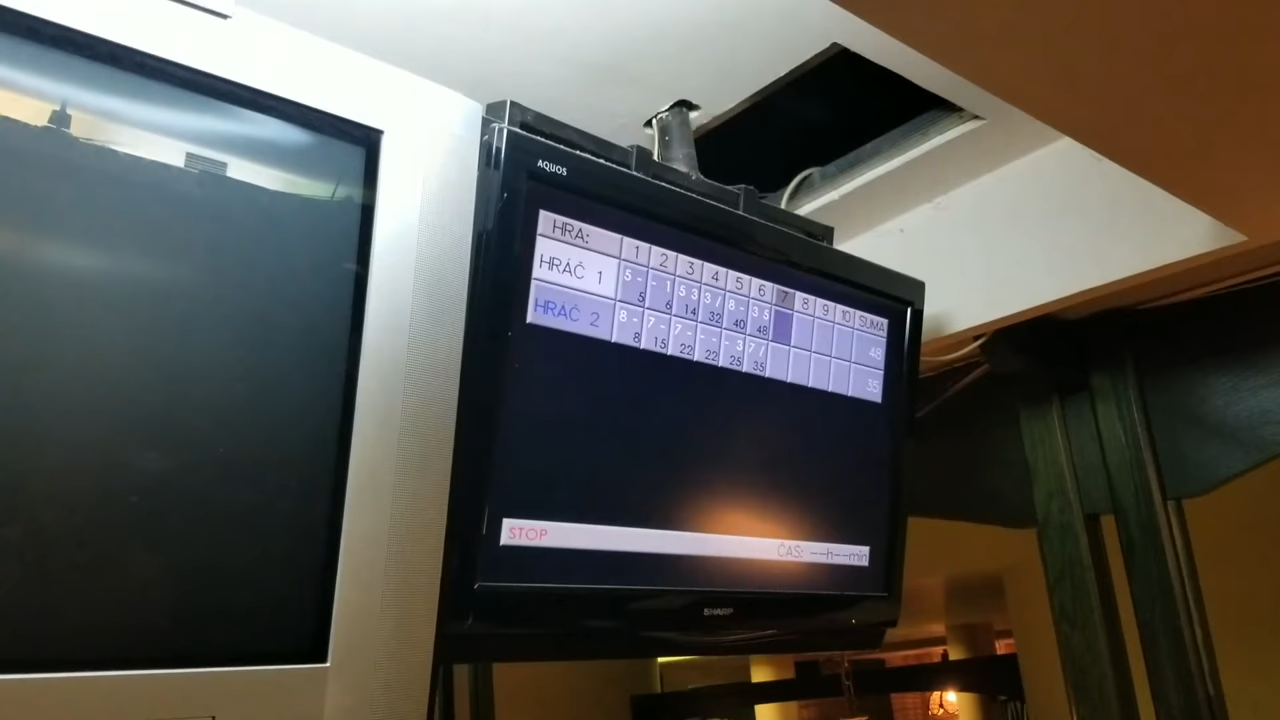 AQUOS
HRA: 1 2 3 4 5 6 7 8 9 10 SUMA
HRÁČ 1 5 - - 1 5 3 3 / 8 - 3 5
5 6 14 32 40 48 48
HRÁČ 2 8 - 7 - 7 - - - - 3 7 /
8 15 22 22 25 35 35
STOP ČAS: --h--min
SHARP